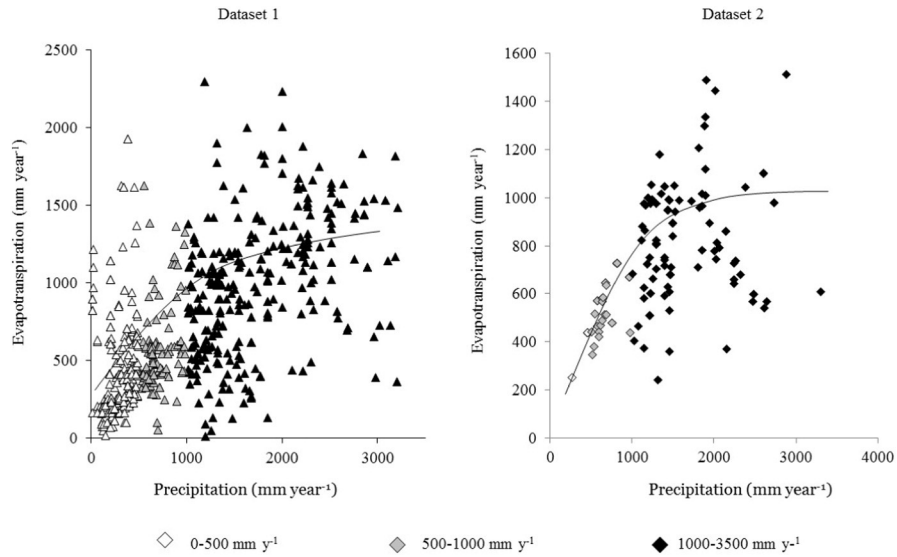 Dataset 1
2500
2000
1500
1000
500
0
Evapotranspiration (mm year⁻¹)
0 1000 2000 3000
Precipitation (mm year⁻¹)
Dataset 2
1600
1400
1200
1000
800
600
400
200
0
Evapotranspiration (mm year⁻¹)
0 1000 2000 3000 4000
Precipitation (mm year⁻¹)
0-500 mm y⁻¹ 500-1000 mm y⁻¹ 1000-3500 mm y-¹